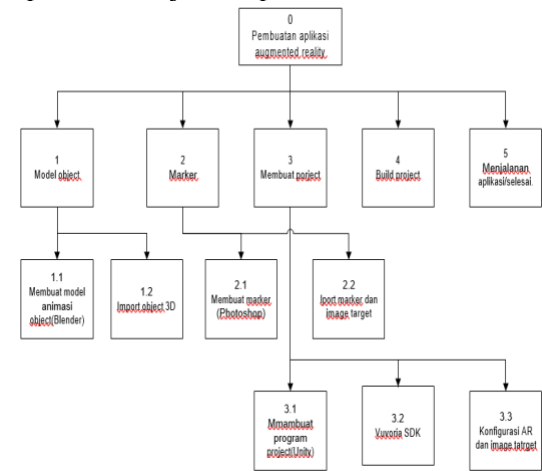 0
Pembuatan aplikasi
augmented reality
1
Model object
2
Marker
3
Membuat porject
4
Build project
5
Menjalanan
aplikasi/selesai
1.1
Membuat model
animasi
object(Blender)
1.2
Import object 3D
2.1
Membuat marker
(Photoshop)
2.2
Iport marker dan
image target
3.1
Mmambuat
program
project(Unity)
3.2
Vuvoria SDK
3.3
Konfigurasi AR
dan image tatrget